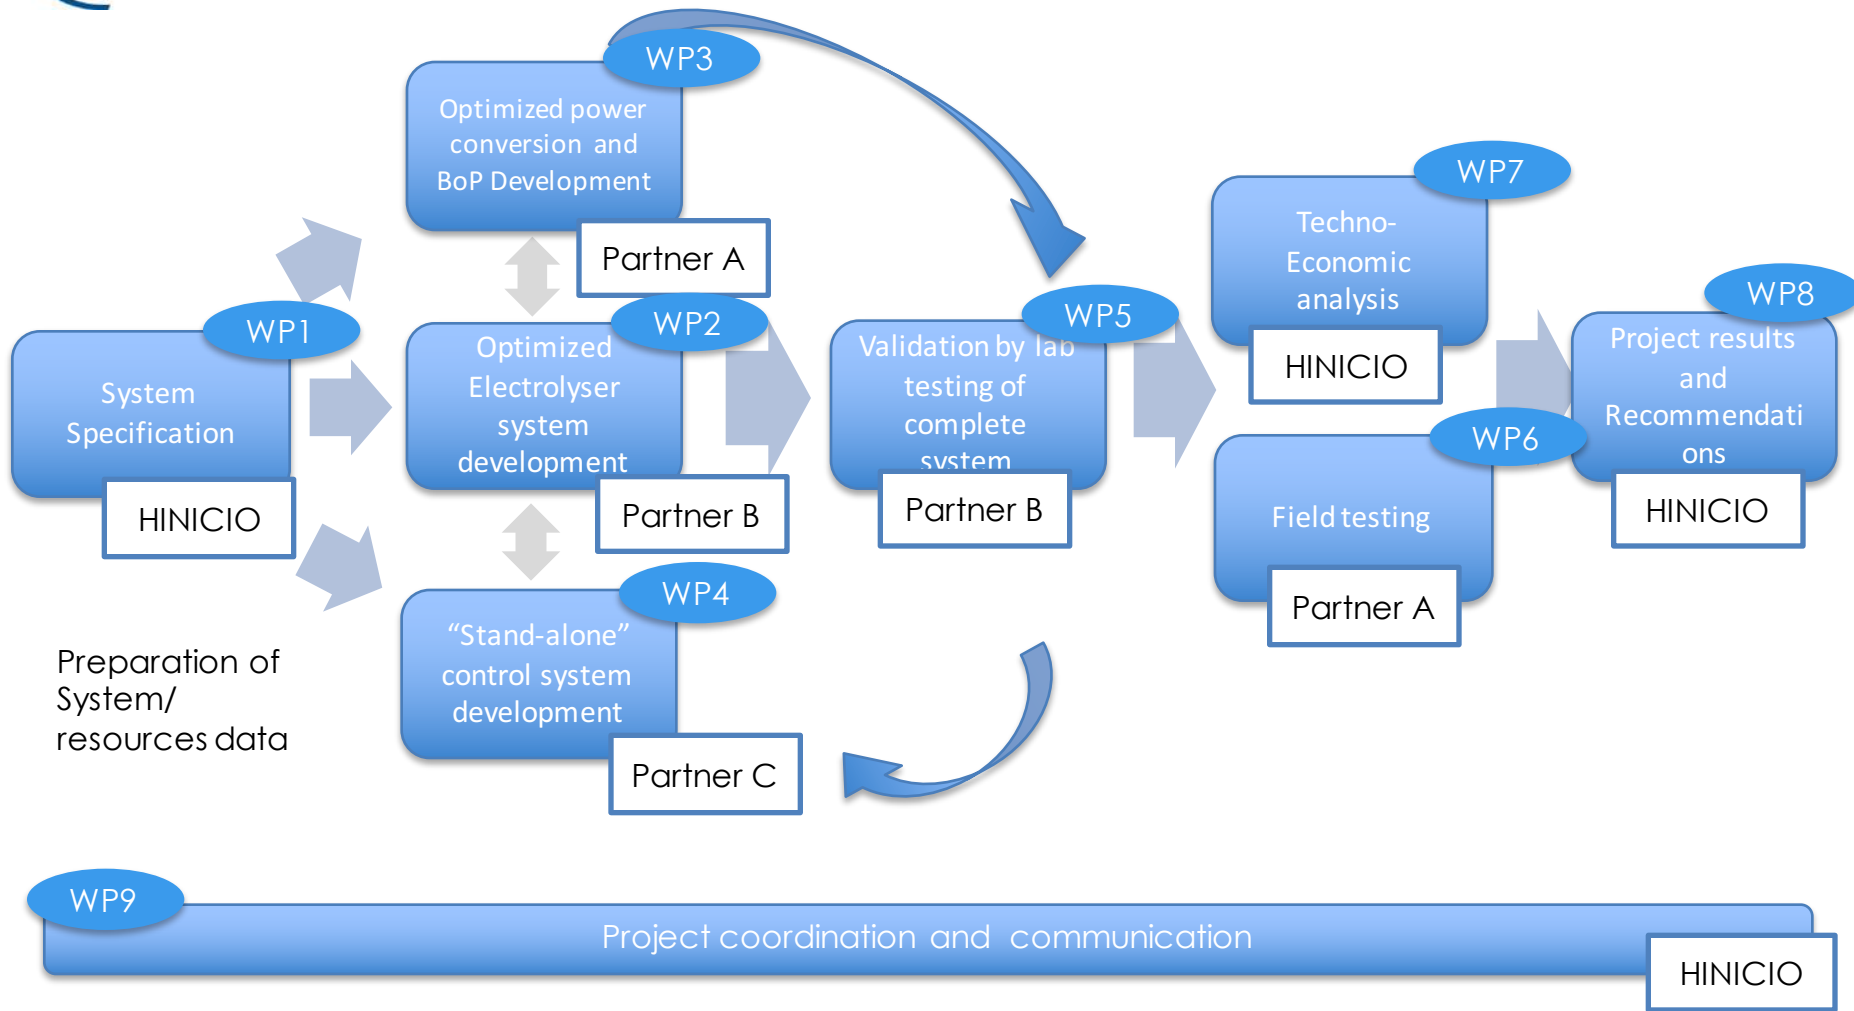 WP3
Optimized power
conversion and
BoP Development
Partner A
WP1
System
Specification
HINICIO
WP2
Optimized
Electrolyser
system
development
Partner B
WP4
“Stand-alone”
control system
development
Partner C
WP5
Validation by lab
testing of
complete
system
Partner B
WP7
Techno-
Economic
analysis
HINICIO
WP6
Field testing
Partner A
WP8
Project results
and
Recommendati
ons
HINICIO
Preparation of
System/
resources data
WP9
Project coordination and communication
HINICIO